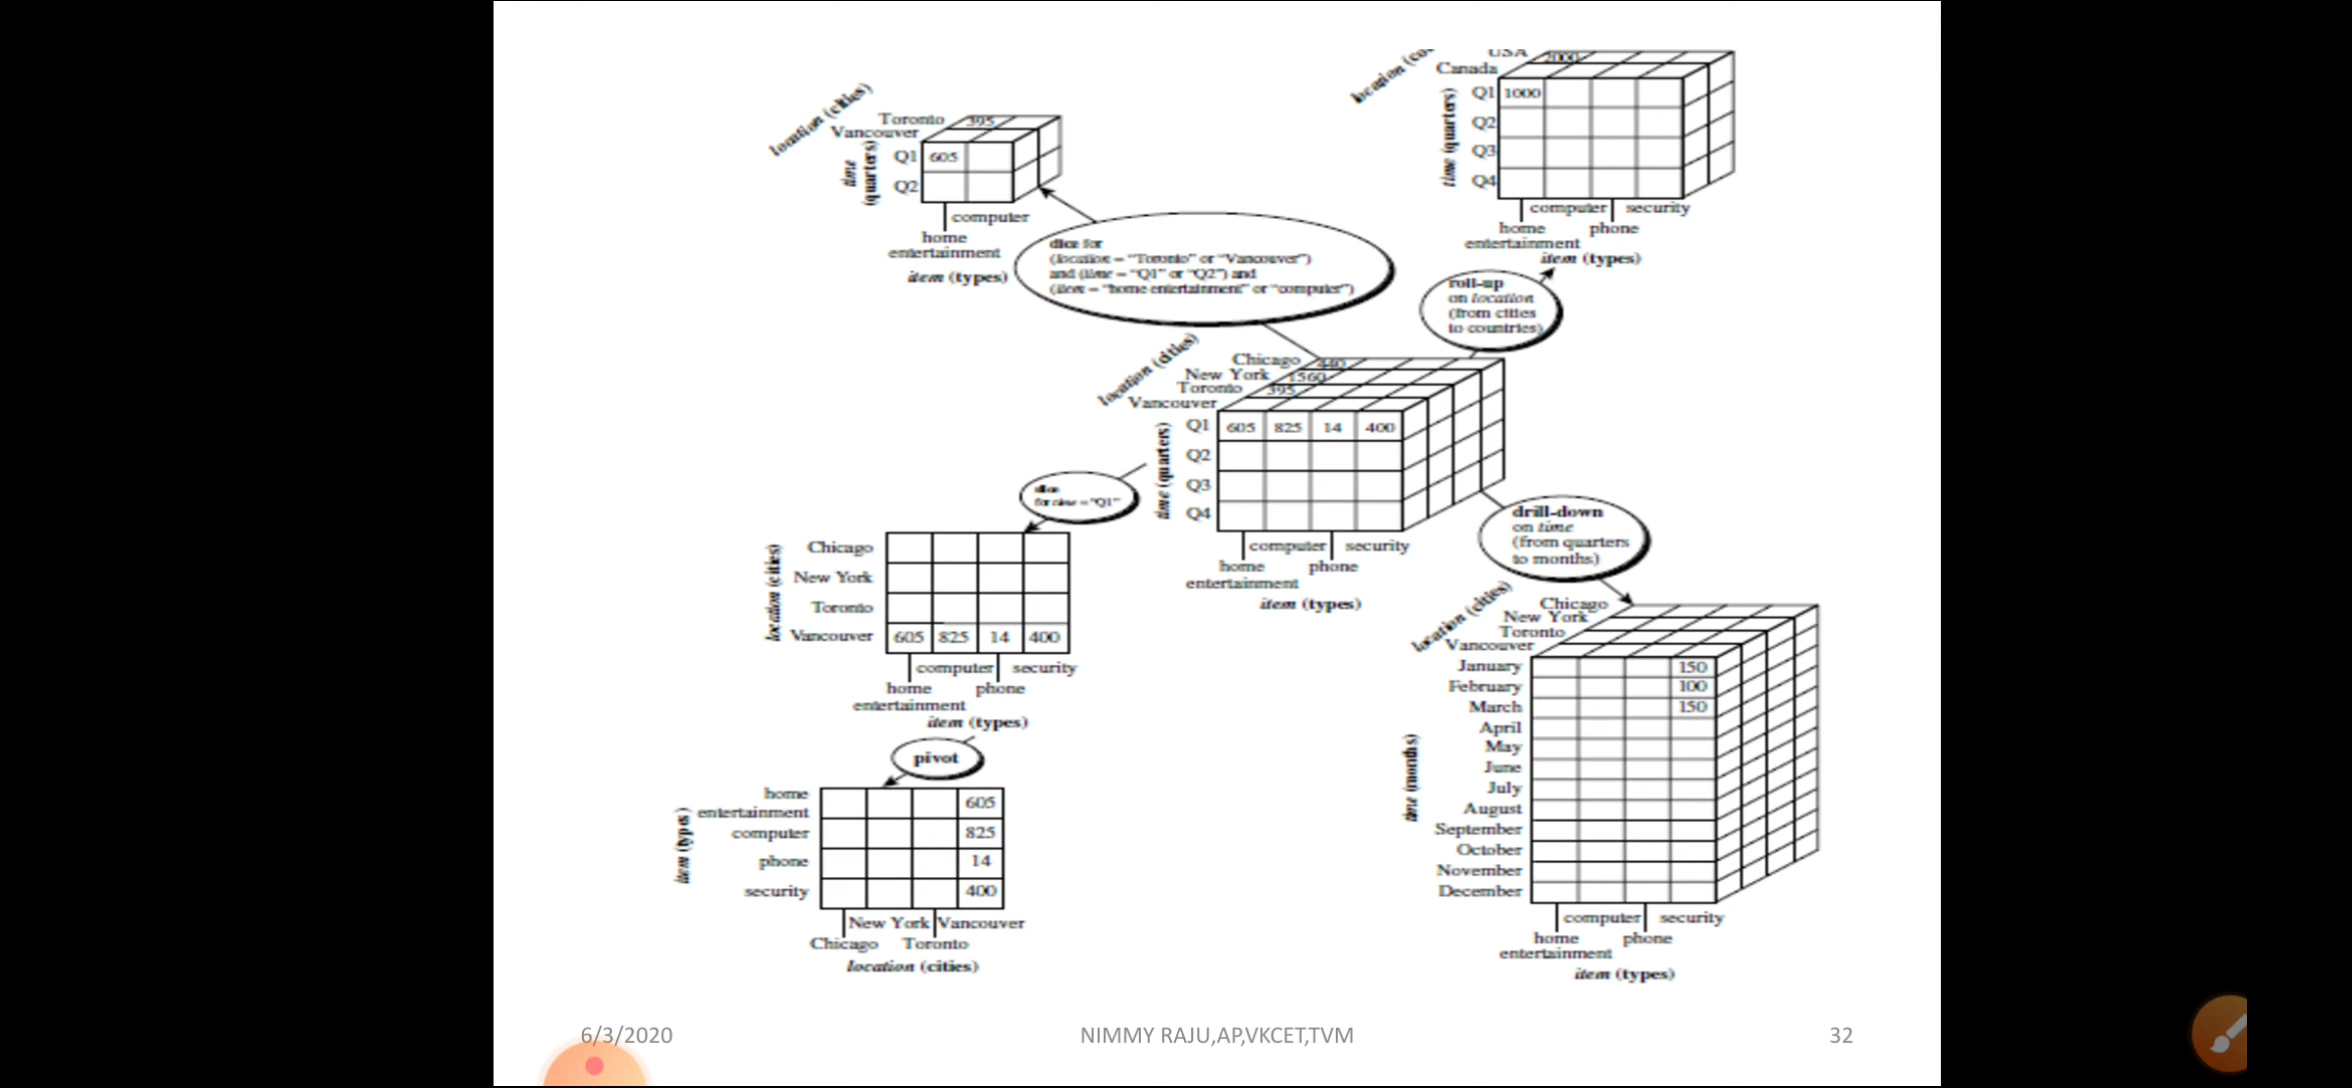 location (cities)
Toronto
Vancouver
395
time
(quarters)
Q1
605
Q2
computer
home
entertainment
item (types)
USA
2000
Canada
Q1
1000
Q2
Q3
Q4
time (quarters)
computer
security
home
phone
entertainment
item (types)
dice for
(location = "Toronto" or "Vancouver")
and (time = "Q1" or "Q2") and
(item = "home entertainment" or "computer")
roll-up
on location
(from cities
to countries)
location (cities)
Chicago
440
New York
1560
Toronto
395
Vancouver
time (quarters)
Q1
605 825 14 400
Q2
Q3
Q4
computer
security
home
phone
entertainment
item (types)
for time = "Q1"
location (cities)
Chicago
New York
Toronto
Vancouver
605 825 14 400
computer
security
home
phone
entertainment
item (types)
drill-down
on time
(from quarters
to months)
location (cities)
Chicago
New York
Toronto
Vancouver
time (months)
January
150
February
100
March
150
April
May
June
July
August
September
October
November
December
computer
security
home
phone
entertainment
item (types)
pivot
item (types)
home
entertainment
605
computer
825
phone
14
security
400
New York
Vancouver
Chicago
Toronto
location (cities)
6/3/2020
NIMMY RAJU,AP,VKCET,TVM
32